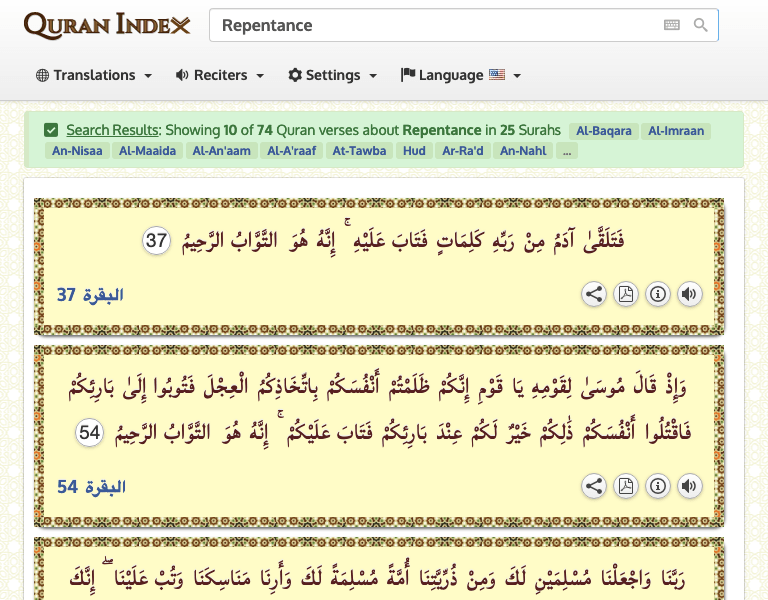 QURAN INDEX
Repentance
Translations Reciters Settings Language
Search Results: Showing 10 of 74 Quran verses about Repentance in 25 Surahs Al-Baqara Al-Imraan
An-Nisaa Al-Maaida Al-An'aam Al-A'raaf At-Tawba Hud Ar-Ra'd An-Nahl ...
فَتَلَقَّىٰ آدَمُ مِنْ رَبِّهِ كَلِمَاتٍ فَتَابَ عَلَيْهِ ۚ إِنَّهُ هُوَ التَّوَّابُ الرَّحِيمُ 37
البقرة 37
وَإِذْ قَالَ مُوسَىٰ لِقَوْمِهِ يَا قَوْمِ إِنَّكُمْ ظَلَمْتُمْ أَنْفُسَكُمْ بِاتِّخَاذِكُمُ الْعِجْلَ فَتُوبُوا إِلَىٰ بَارِئِكُمْ
فَاقْتُلُوا أَنْفُسَكُمْ ذَٰلِكُمْ خَيْرٌ لَكُمْ عِنْدَ بَارِئِكُمْ فَتَابَ عَلَيْكُمْ ۚ إِنَّهُ هُوَ التَّوَّابُ الرَّحِيمُ 54
البقرة 54
رَبَّنَا وَاجْعَلْنَا مُسْلِمَيْنِ لَكَ وَمِنْ ذُرِّيَّتِنَا أُمَّةً مُسْلِمَةً لَكَ وَأَرِنَا مَنَاسِكَنَا وَتُبْ عَلَيْنَا ۖ إِنَّكَ